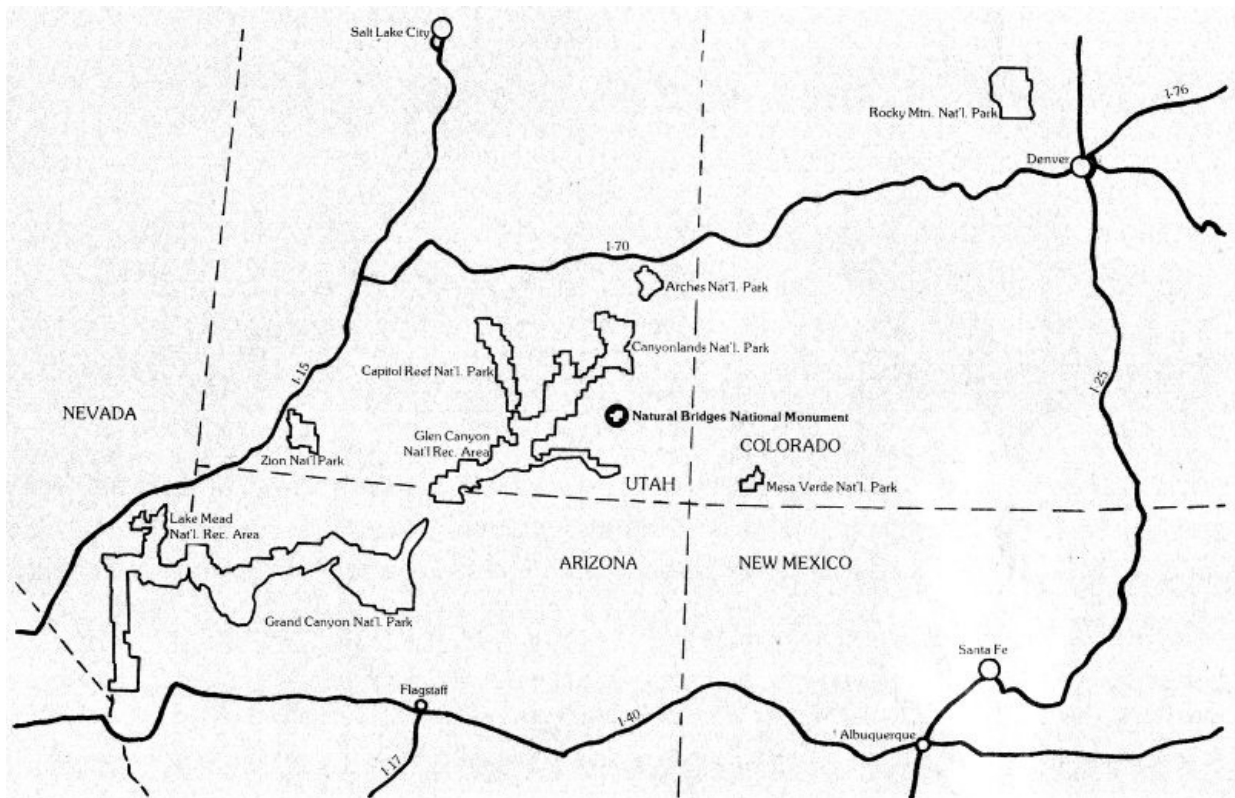 Salt Lake City
I-76
Rocky Mtn. Nat'l. Park
Denver
I-70
Arches Nat'l. Park
Canyonlands Nat'l. Park
Capitol Reef Nat'l. Park
I-15
I-25
NEVADA
Natural Bridges National Monument
Glen Canyon
Nat'l Rec. Area
COLORADO
Zion Nat'l Park
UTAH
Mesa Verde Nat'l. Park
Lake Mead
Nat'l. Rec. Area
ARIZONA
NEW MEXICO
Grand Canyon Nat'l. Park
Santa Fe
Flagstaff
I-40
Albuquerque
I-17